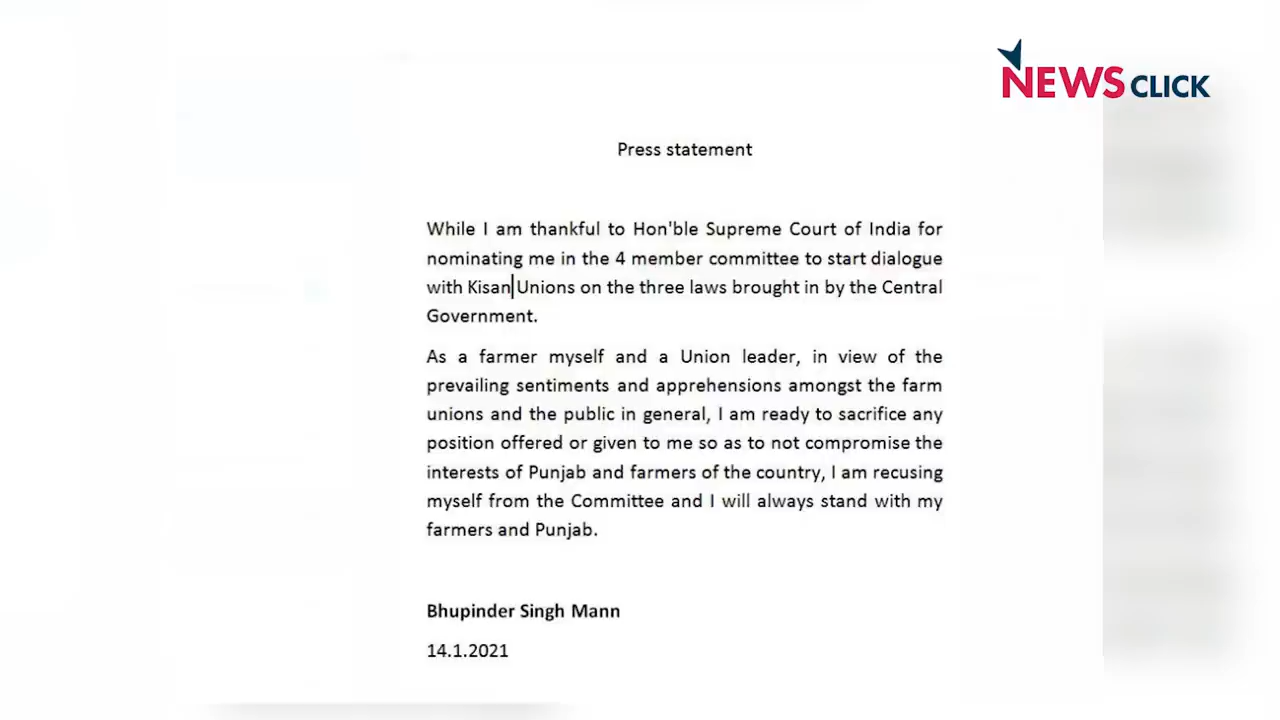 NEWSCLICK
Press statement
While I am thankful to Hon'ble Supreme Court of India for
nominating me in the 4 member committee to start dialogue
with Kisan Unions on the three laws brought in by the Central
Government.
As a farmer myself and a Union leader, in view of the
prevailing sentiments and apprehensions amongst the farm
unions and the public in general, I am ready to sacrifice any
position offered or given to me so as to not compromise the
interests of Punjab and farmers of the country, I am recusing
myself from the Committee and I will always stand with my
farmers and Punjab.
Bhupinder Singh Mann
14.1.2021